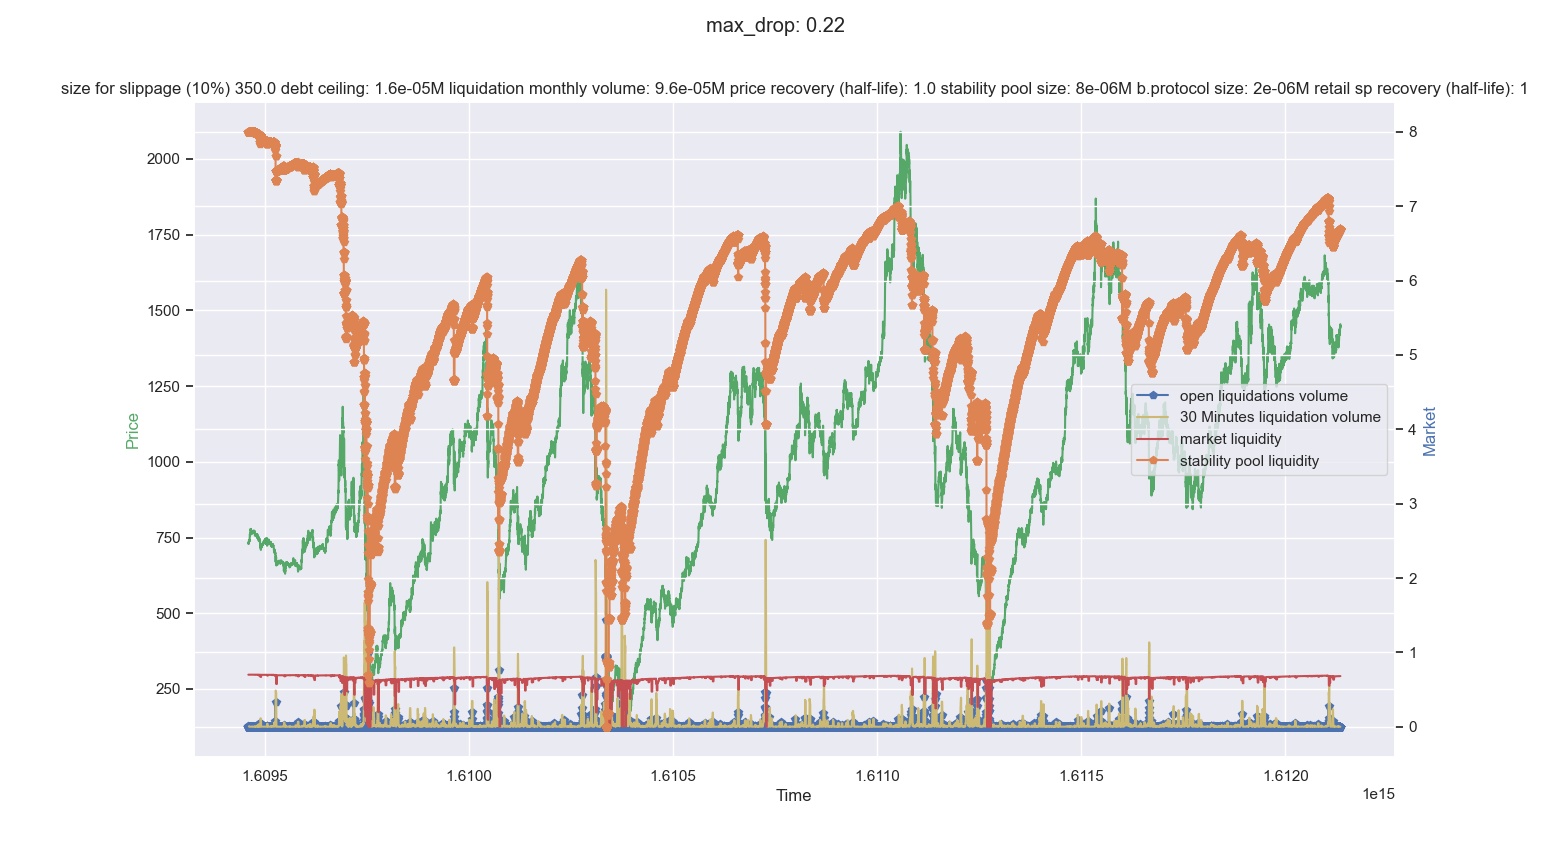 max_drop: 0.22
size for slippage (10%) 350.0 debt ceiling: 1.6e-05M liquidation monthly volume: 9.6e-05M price recovery (half-life): 1.0 stability pool size: 8e-06M b.protocol size: 2e-06M retail sp recovery (half-life): 1
2000
1750
1500
1250
1000
750
500
250
Price
8
7
6
5
4
3
2
1
0
Market
open liquidations volume
30 Minutes liquidation volume
market liquidity
stability pool liquidity
1.6095
1.6100
1.6105
1.6110
1.6115
1.6120
Time
1e15